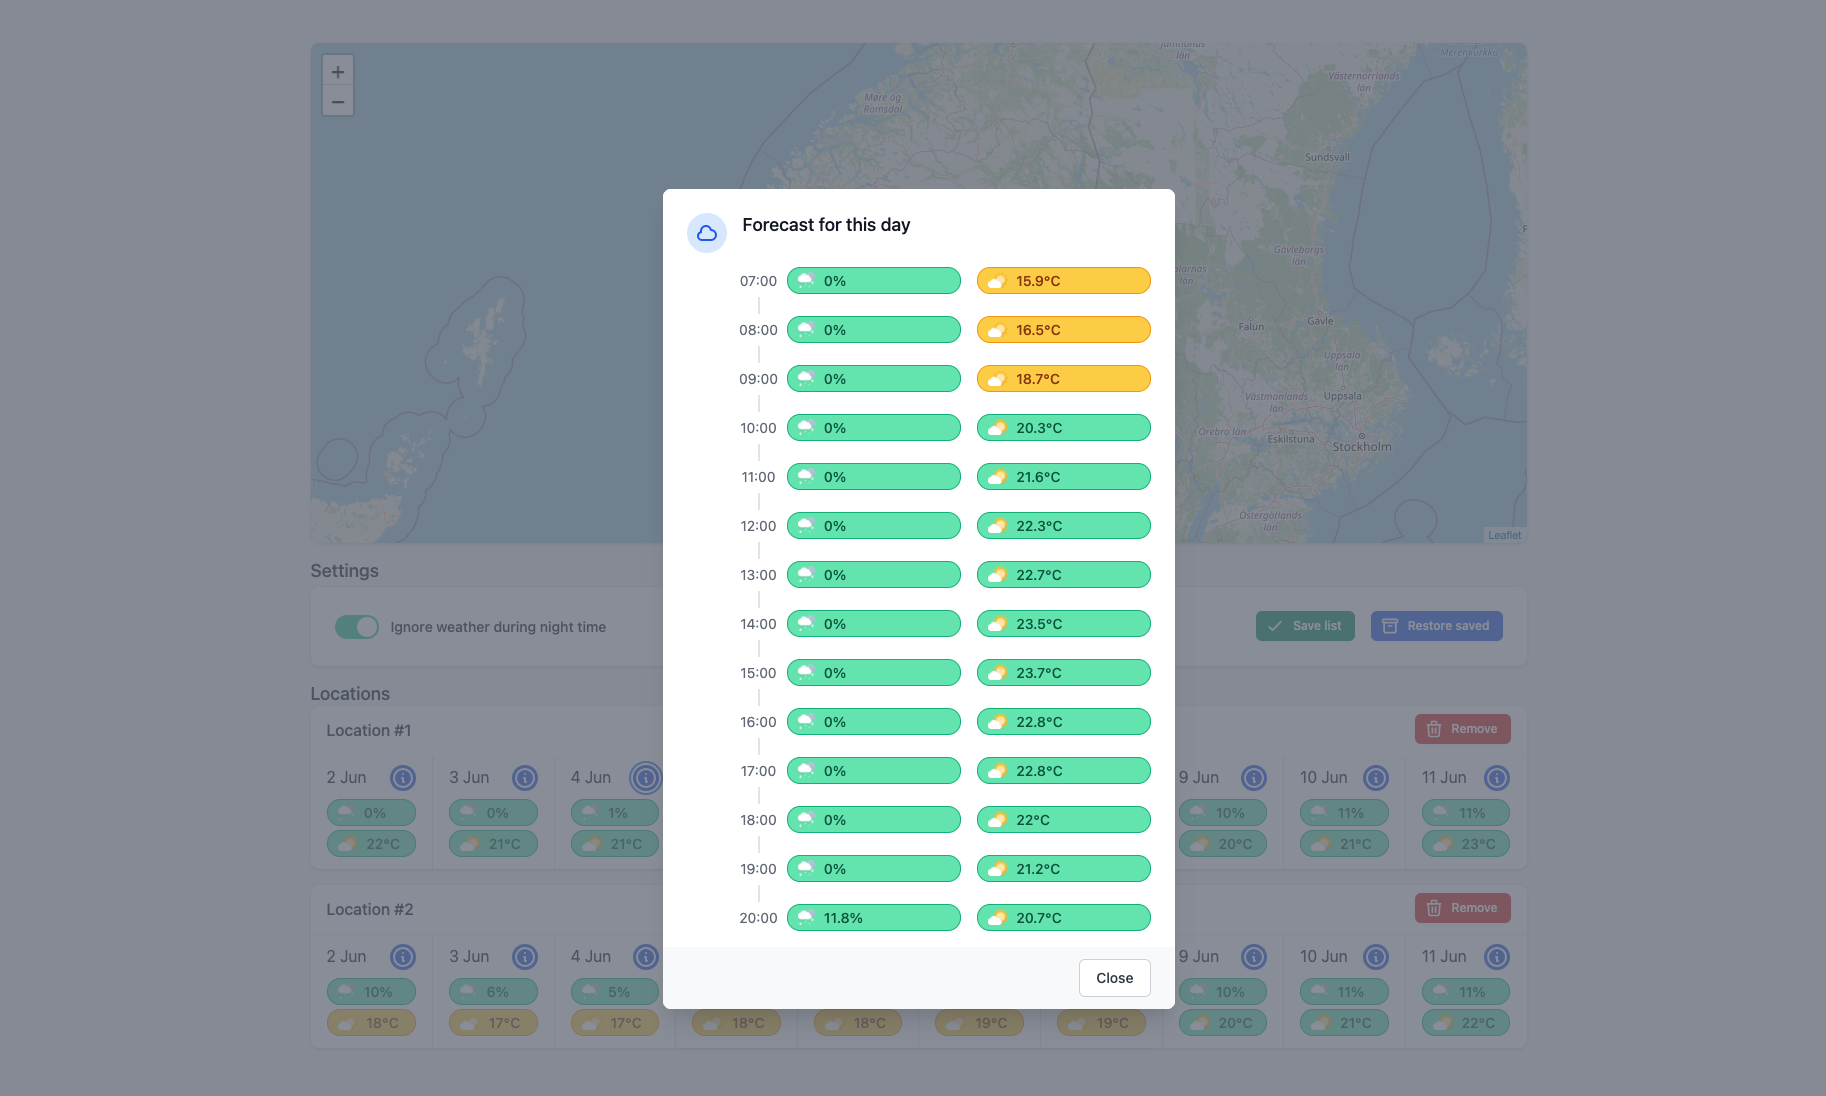 +
−
Jämtlands
län
Merenkurkku
Västernorrlands
län
Møre og
Romsdal
Sundsvall
Gävleborgs
län
Falun
Gävle
Uppsala
län
Västmanlands
län
Uppsala
Örebro län
Eskilstuna
Stockholm
Östergötlands
län
Leaflet
Forecast for this day
07:00 0% 15.9°C
08:00 0% 16.5°C
09:00 0% 18.7°C
10:00 0% 20.3°C
11:00 0% 21.6°C
12:00 0% 22.3°C
13:00 0% 22.7°C
14:00 0% 23.5°C
15:00 0% 23.7°C
16:00 0% 22.8°C
17:00 0% 22.8°C
18:00 0% 22°C
19:00 0% 21.2°C
20:00 11.8% 20.7°C
Close
Settings
Ignore weather during night time
Save list
Restore saved
Locations
Location #1
Remove
2 Jun 3 Jun 4 Jun 9 Jun 10 Jun 11 Jun
0% 0% 1% 10% 11% 11%
22°C 21°C 21°C 20°C 21°C 23°C
Location #2
Remove
2 Jun 3 Jun 4 Jun 9 Jun 10 Jun 11 Jun
10% 6% 5% 10% 11% 11%
18°C 17°C 17°C 18°C 18°C 19°C 19°C 20°C 21°C 22°C